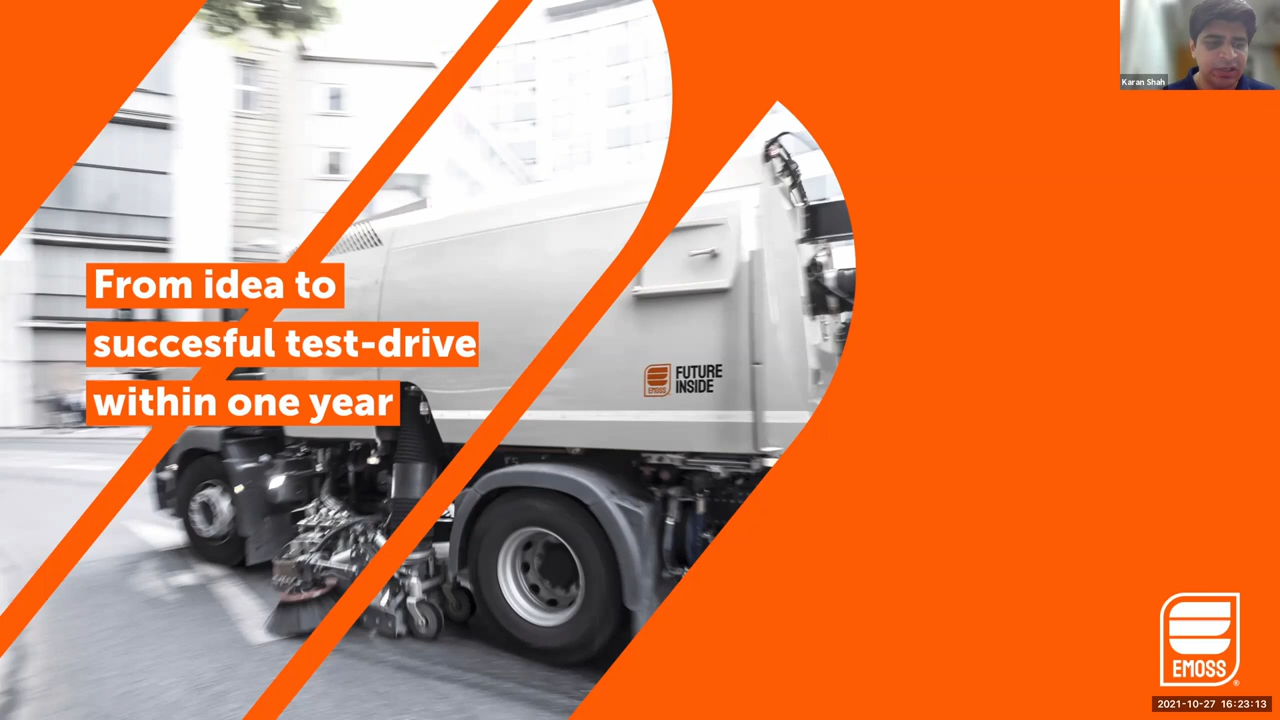 Karan Shah
From idea to
succesful test-drive
within one year
EMOSS
FUTURE
INSIDE
EMOSS
®
2021-10-27 16:23:13